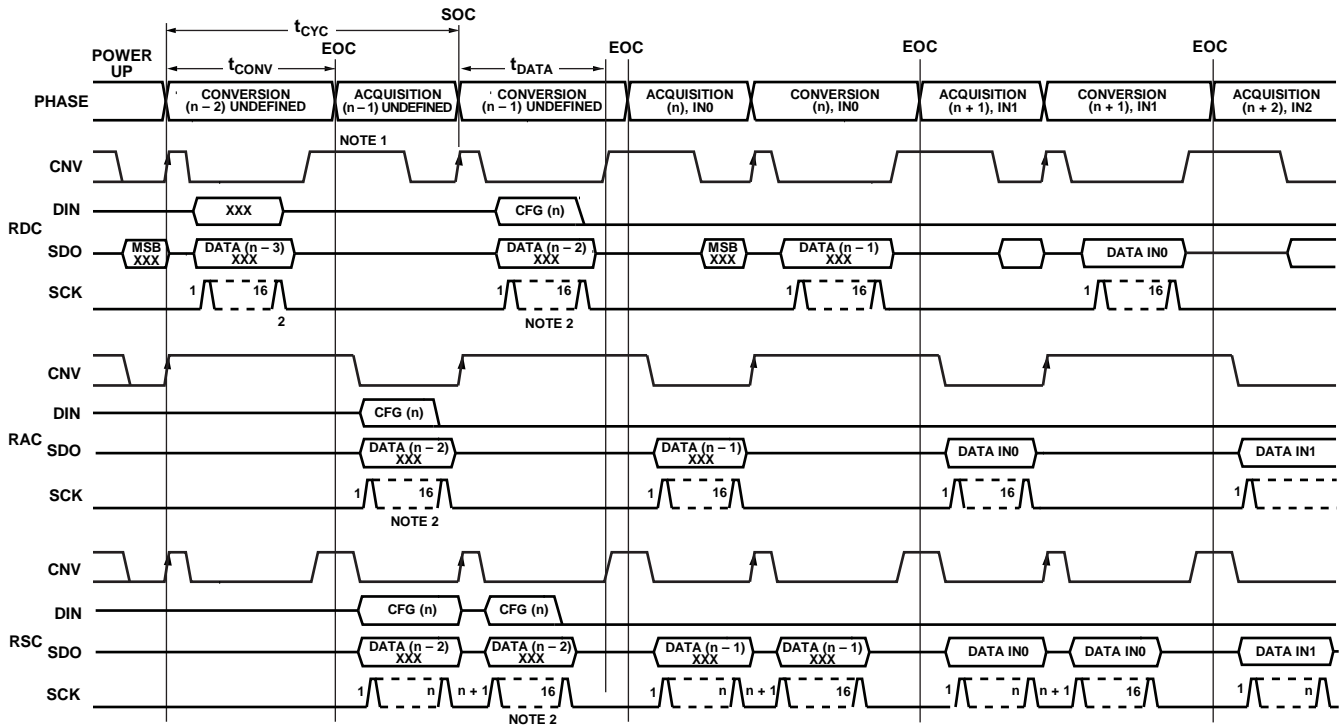 SOC
tCYC
EOC EOC EOC
POWER
UP
tCONV tDATA
PHASE
CONVERSION
(n – 2) UNDEFINED
ACQUISITION
(n – 1) UNDEFINED
CONVERSION
(n – 1) UNDEFINED
ACQUISITION
(n), IN0
CONVERSION
(n), IN0
ACQUISITION
(n + 1), IN1
CONVERSION
(n + 1), IN1
ACQUISITION
(n + 2), IN2
NOTE 1
CNV
DIN XXX CFG (n)
RDC
SDO
MSB
XXX
DATA (n – 3)
XXX
DATA (n – 2)
XXX
MSB
XXX
DATA (n – 1)
XXX
DATA IN0
SCK 1 16 1 16 1 16 1 16
2 NOTE 2
CNV
DIN CFG (n)
RAC
SDO
DATA (n – 2)
XXX
DATA (n – 1)
XXX
DATA IN0
DATA IN1
SCK 1 16 1 16 1 16 1
NOTE 2
CNV
DIN CFG (n) CFG (n)
RSC
SDO
DATA (n – 2)
XXX
DATA (n – 2)
XXX
DATA (n – 1)
XXX
DATA (n – 1)
XXX
DATA IN0
DATA IN0
DATA IN1
SCK 1 n n + 1 16 1 n n + 1 16 1 n n + 1 16 1 n
NOTE 2